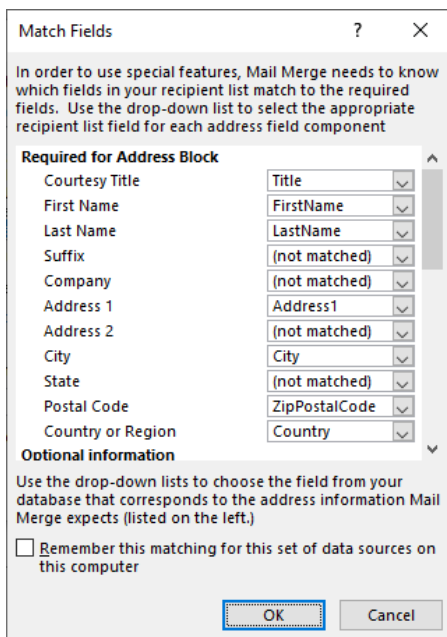 Match Fields ?
In order to use special features, Mail Merge needs to know
which fields in your recipient list match to the required
fields. Use the drop-down list to select the appropriate
recipient list field for each address field component
Required for Address Block
Courtesy Title Title
First Name FirstName
Last Name LastName
Suffix (not matched)
Company (not matched)
Address 1 Address1
Address 2 (not matched)
City City
State (not matched)
Postal Code ZipPostalCode
Country or Region Country
Optional information
Use the drop-down lists to choose the field from your
database that corresponds to the address information Mail
Merge expects (listed on the left.)
Remember this matching for this set of data sources on
this computer
OK Cancel